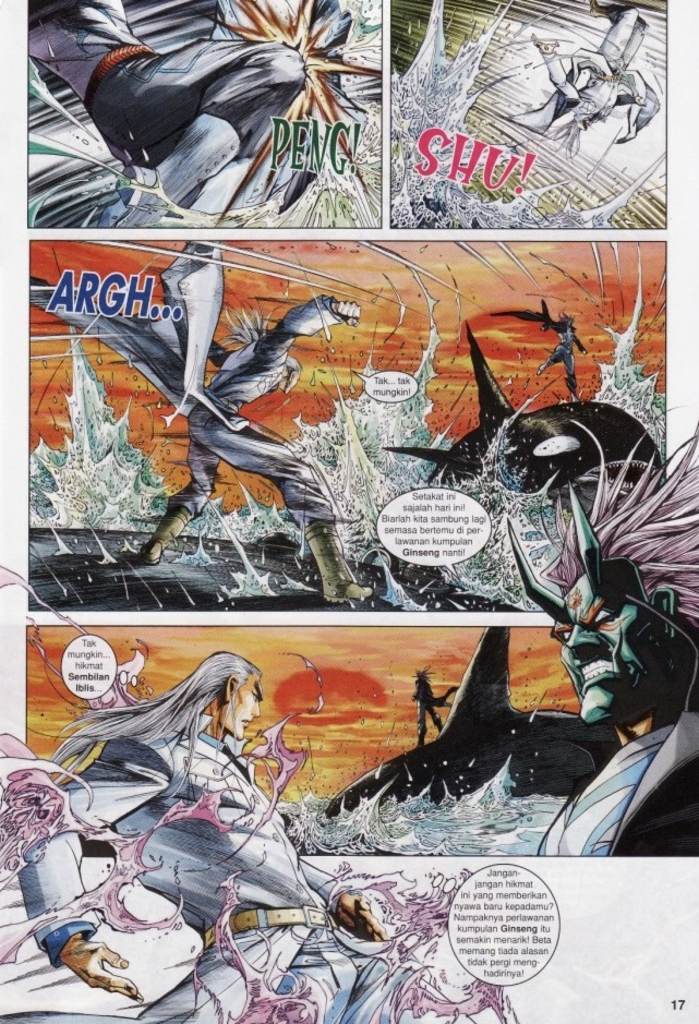 PENG!
SHU!
ARGH...
Tak... tak
mungkin!
Setakat ini
sajalah hari ini!
Biarlah kita sambung lagi
semasa bertemu di per-
lawanan kumpulan
Ginseng nanti!
Tak
mungkin...
hikmat
Sembilan
Iblis...
Jangan-
jangan hikmat
ini yang memberikan
nyawa baru kepadamu?
Nampaknya perlawanan
kumpulan Ginseng itu
semakin menarik! Beta
memang tidak ada alasan
tidak pergi meng-
hadirinya!
17